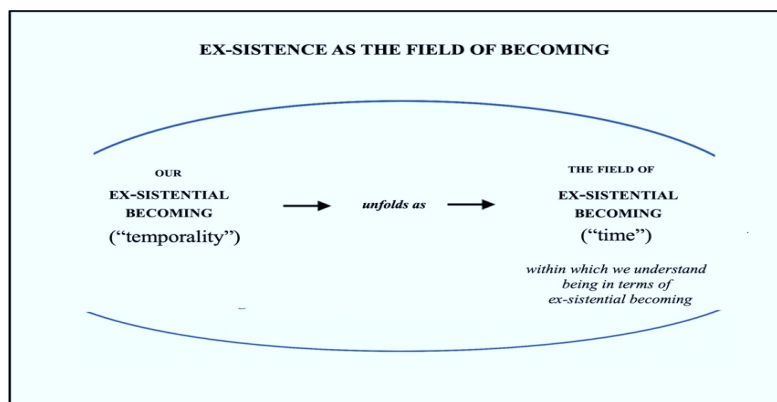 EX-SISTENCE AS THE FIELD OF BECOMING
OUR
EX-SISTENTIAL
BECOMING
(“temporality”)
unfolds as
THE FIELD OF
EX-SISTENTIAL
BECOMING
(“time”)
within which we understand
being in terms of
ex-sistential becoming